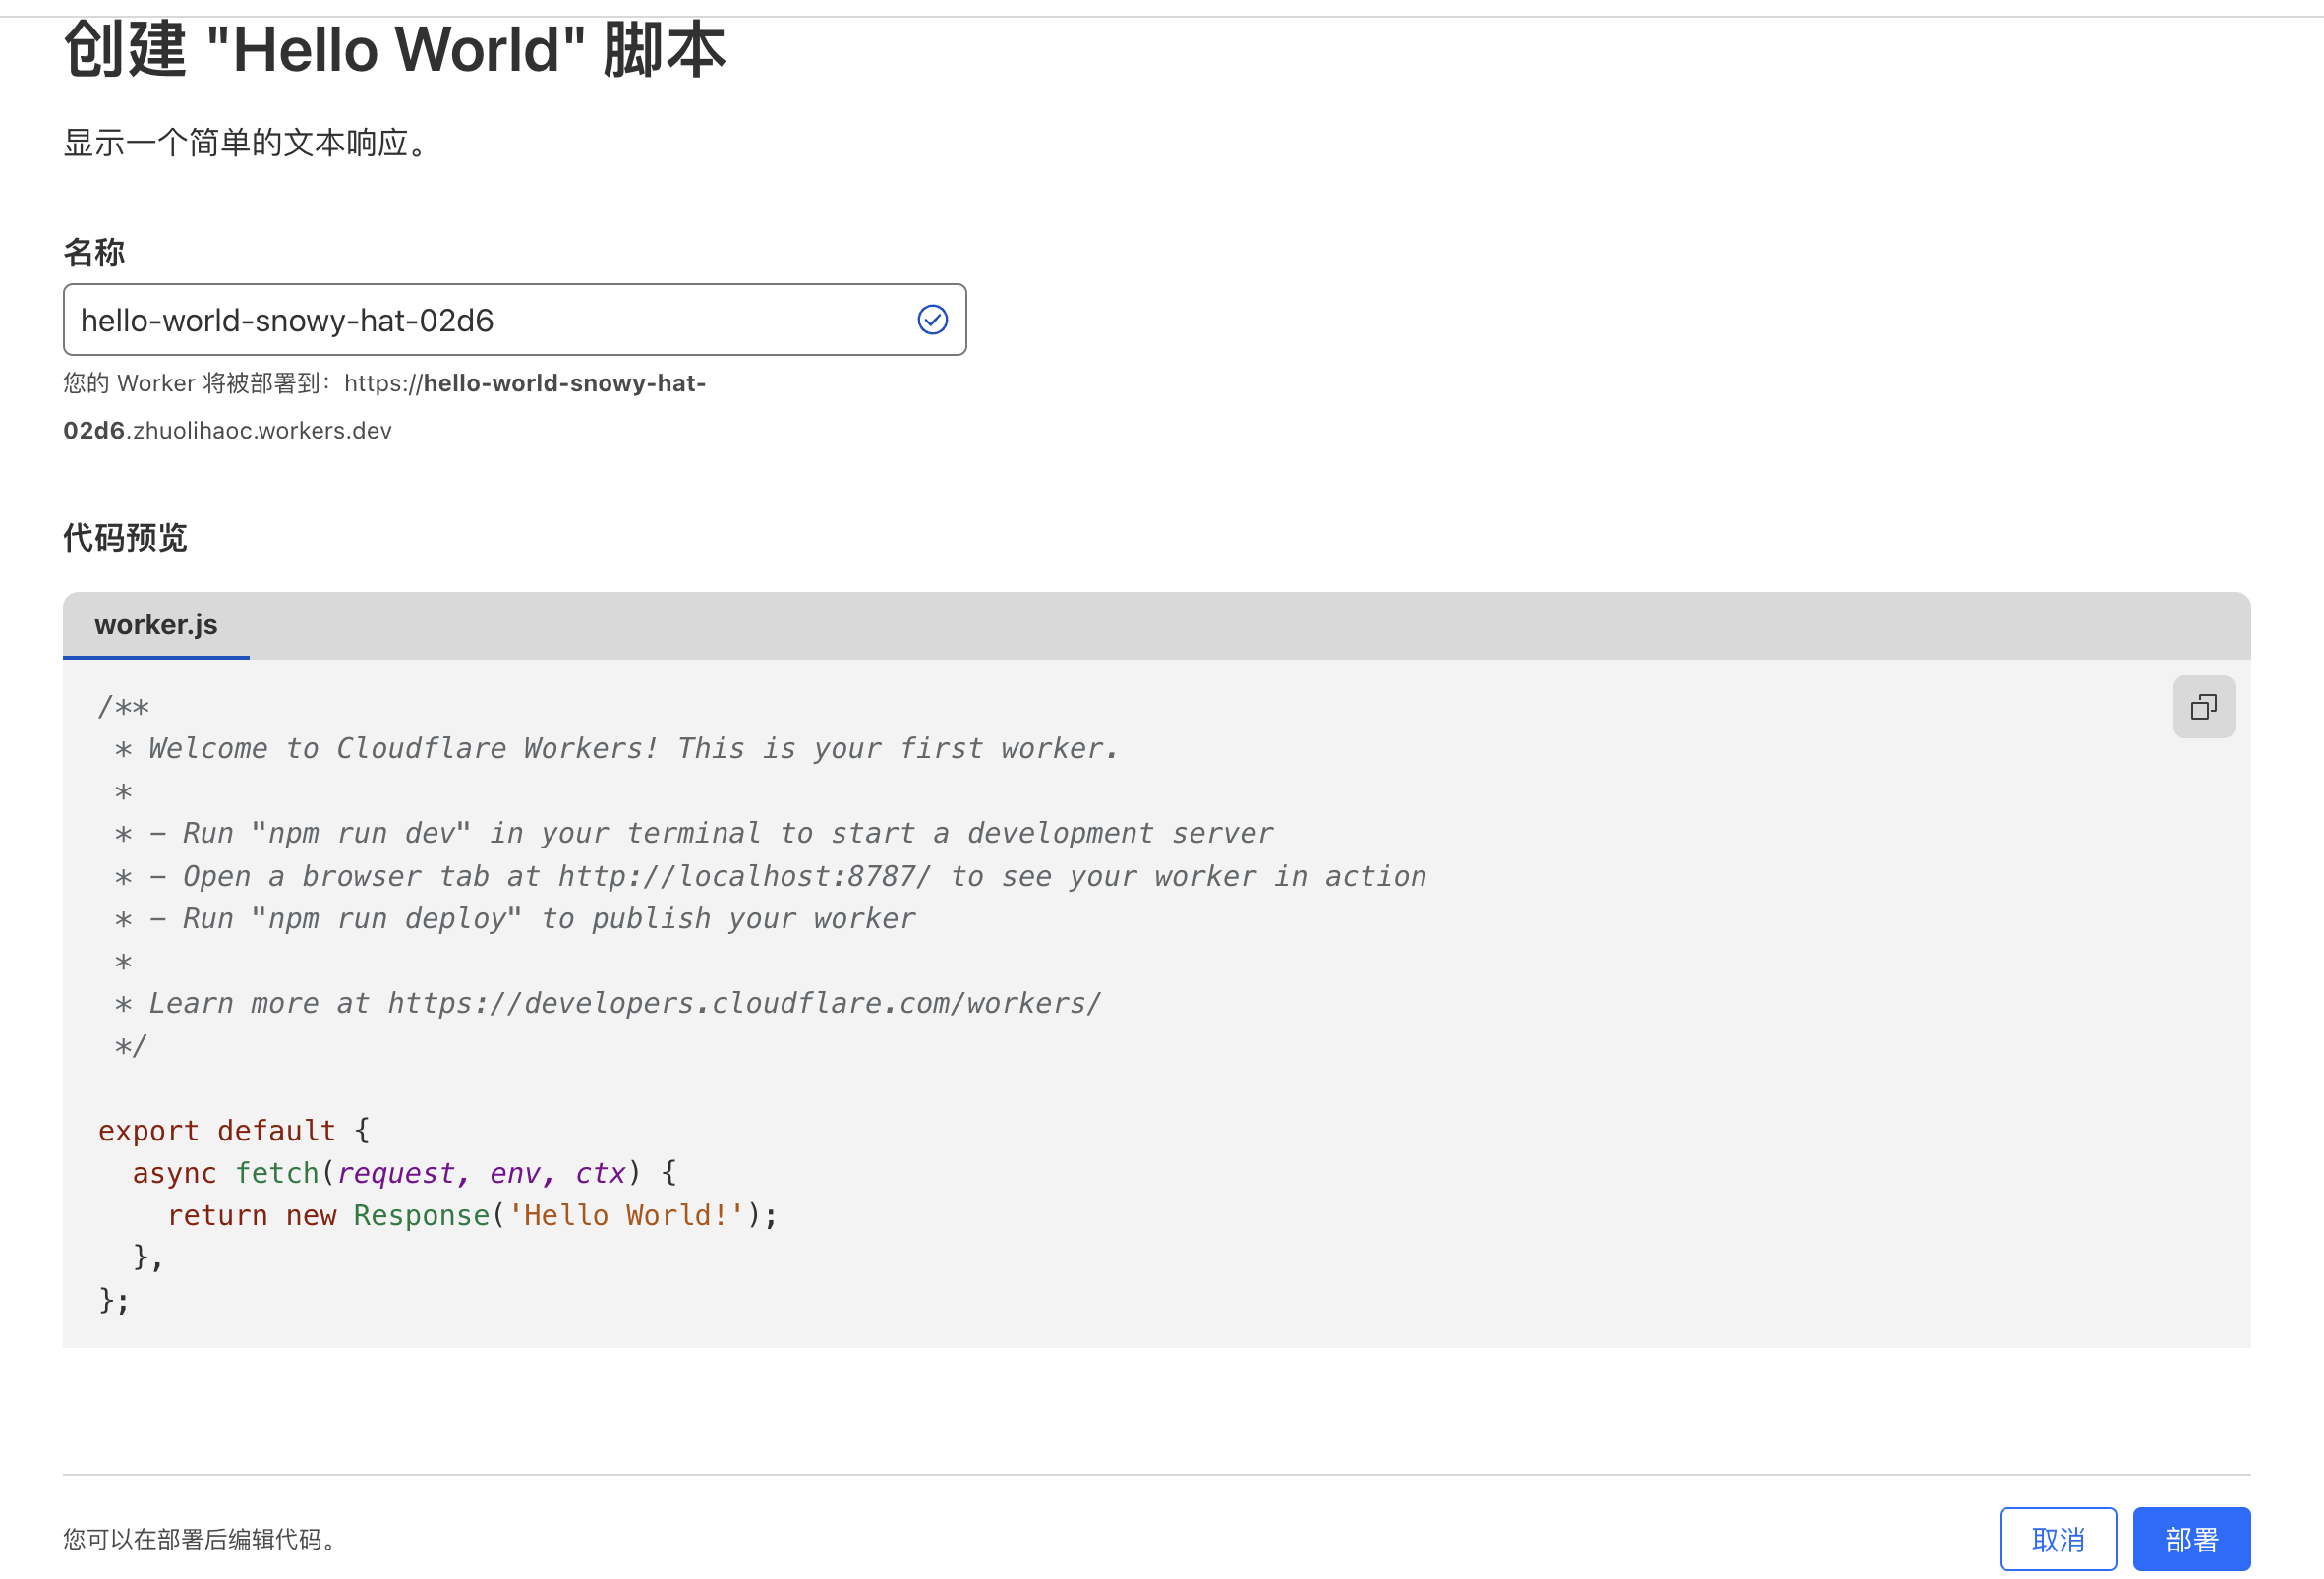 创建 "Hello World" 脚本
显示一个简单的文本响应。
名称
hello-world-snowy-hat-02d6
您的 Worker 将被部署到：https://hello-world-snowy-hat-
02d6.zhuolihaoc.workers.dev
代码预览
worker.js
/**
 * Welcome to Cloudflare Workers! This is your first worker.
 *
 * - Run "npm run dev" in your terminal to start a development server
 * - Open a browser tab at http://localhost:8787/ to see your worker in action
 * - Run "npm run deploy" to publish your worker
 *
 * Learn more at https://developers.cloudflare.com/workers/
 */
export default {
  async fetch(request, env, ctx) {
    return new Response('Hello World!');
  },
};
您可以在部署后编辑代码。
取消
部署